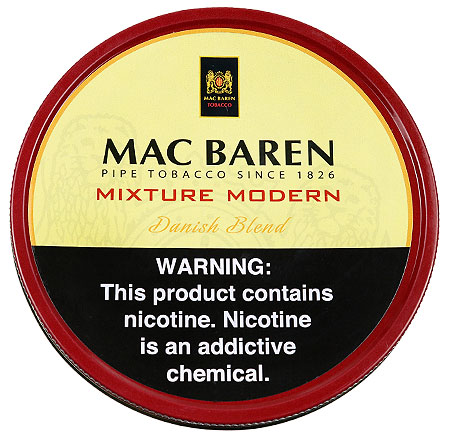 MAC BAREN
TOBACCO
MAC BAREN
PIPE TOBACCO SINCE 1826
MIXTURE MODERN
Danish Blend
WARNING:
This product contains
nicotine. Nicotine
is an addictive
chemical.